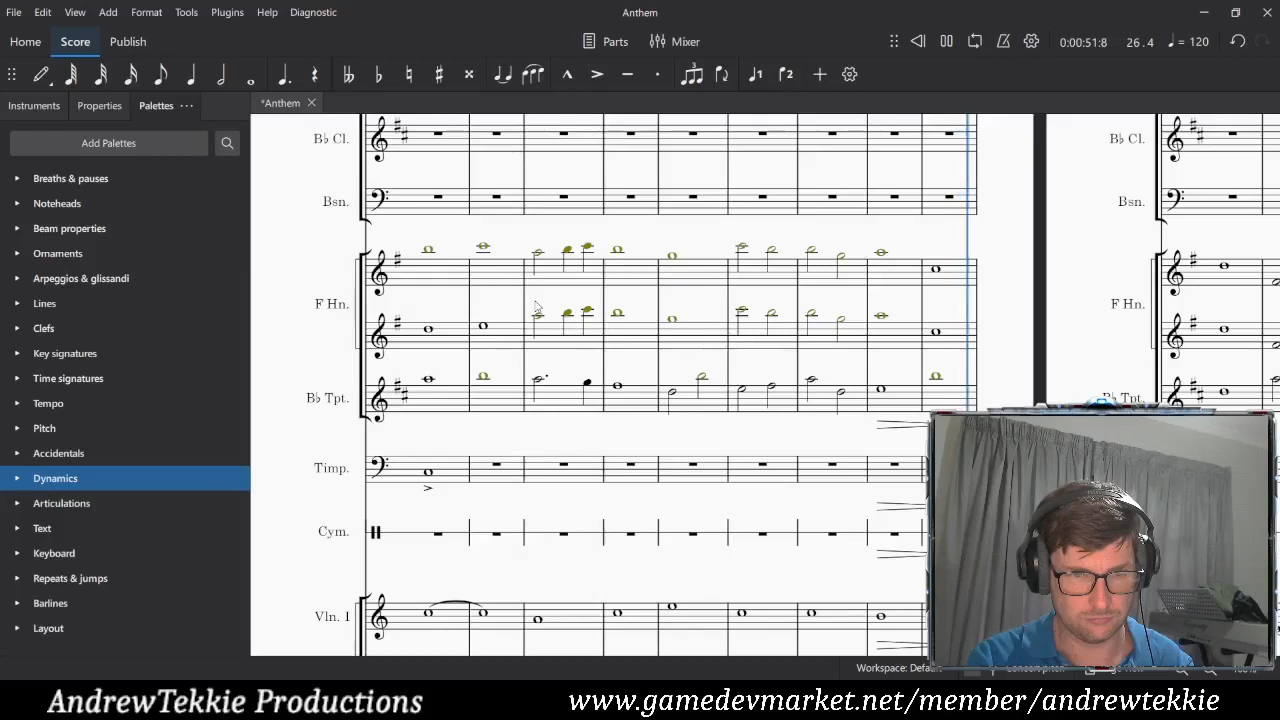 File Edit View Add Format Tools Plugins Help Diagnostic Anthem
Home Score Publish Parts Mixer 0:00:51:8 26.4 = 120
*Anthem
Instruments Properties Palettes
Add Palettes
Breaths & pauses
Noteheads
Beam properties
Ornaments
Arpeggios & glissandi
Lines
Clefs
Key signatures
Time signatures
Tempo
Pitch
Accidentals
Dynamics
Articulations
Text
Keyboard
Repeats & jumps
Barlines
Layout
B♭ Cl. B♭ Cl.
Bsn. Bsn.
F Hn. F Hn.
B♭ Tpt. B♭ Tpt.
Timp.
Cym.
Vln. I
AndrewTekkie Productions www.gamedevmarket.net/member/andrewtekkie